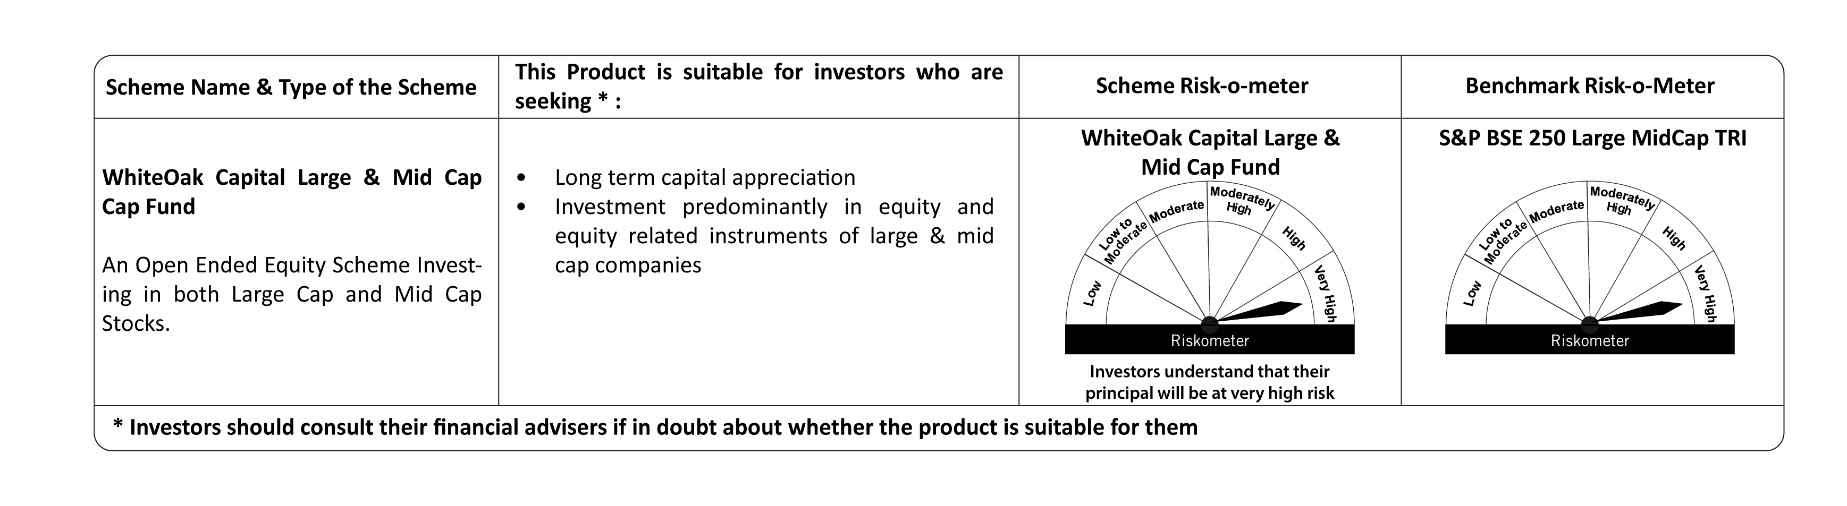 Scheme Name & Type of the Scheme
This Product is suitable for investors who are
seeking * :
Scheme Risk-o-meter
Benchmark Risk-o-Meter
WhiteOak Capital Large & Mid Cap
Cap Fund
An Open Ended Equity Scheme Invest-
ing in both Large Cap and Mid Cap
Stocks.
• Long term capital appreciation
• Investment predominantly in equity and
equity related instruments of large & mid
cap companies
WhiteOak Capital Large &
Mid Cap Fund
Low
Low to
Moderate
Moderate
Moderately
High
High
Very High
Riskometer
Investors understand that their
principal will be at very high risk
S&P BSE 250 Large MidCap TRI
Low
Low to
Moderate
Moderate
Moderately
High
High
Very High
Riskometer
* Investors should consult their financial advisers if in doubt about whether the product is suitable for them